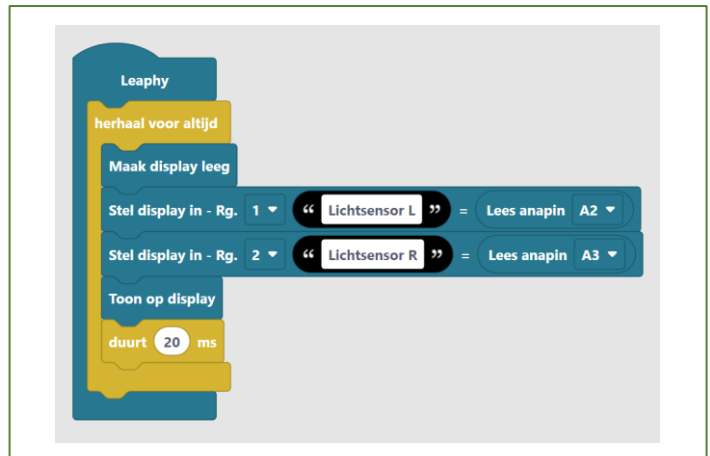 Leaphy
herhaal voor altijd
Maak display leeg
Stel display in - Rg. 1 “ Lichtsensor L ” = Lees anapin A2
Stel display in - Rg. 2 “ Lichtsensor R ” = Lees anapin A3
Toon op display
duurt 20 ms